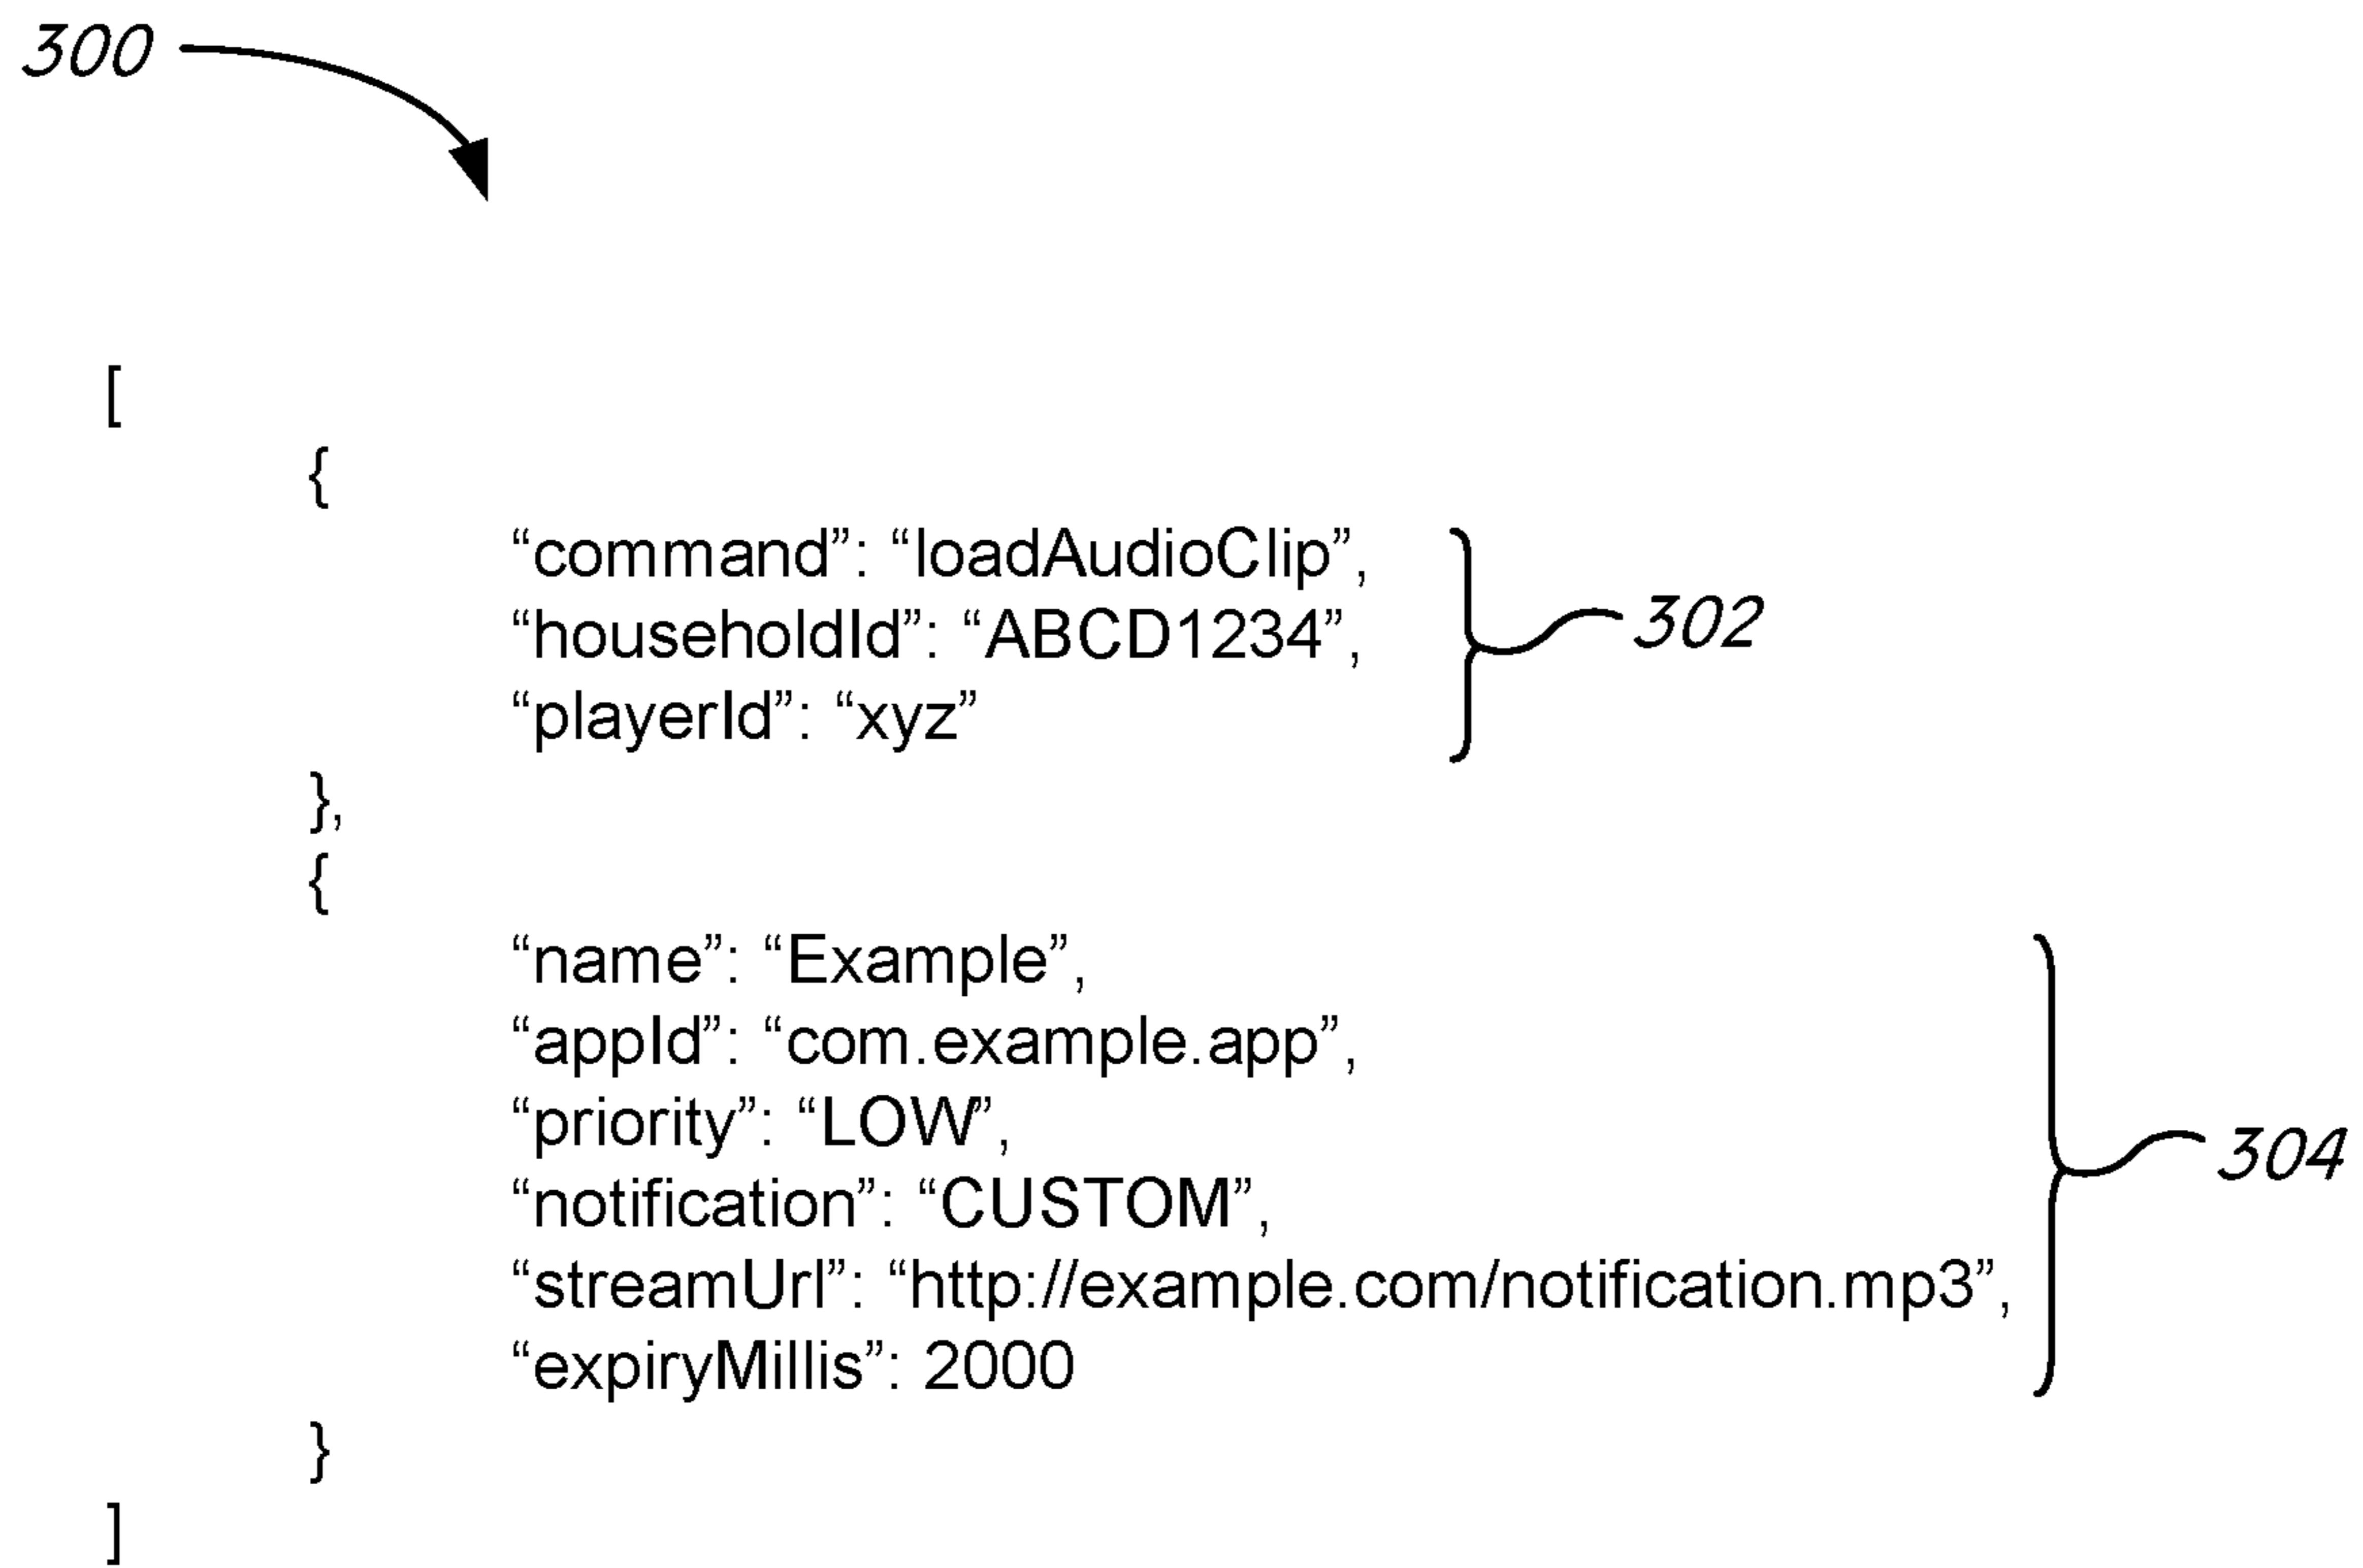 300
[
{
“command”: “loadAudioClip”,
“householdId”: “ABCD1234”,
“playerId”: “xyz”
302
},
{
“name”: “Example”,
“appId”: “com.example.app”,
“priority”: “LOW”,
“notification”: “CUSTOM”,
“streamUrl”: “http://example.com/notification.mp3”,
“expiryMillis”: 2000
304
}
]